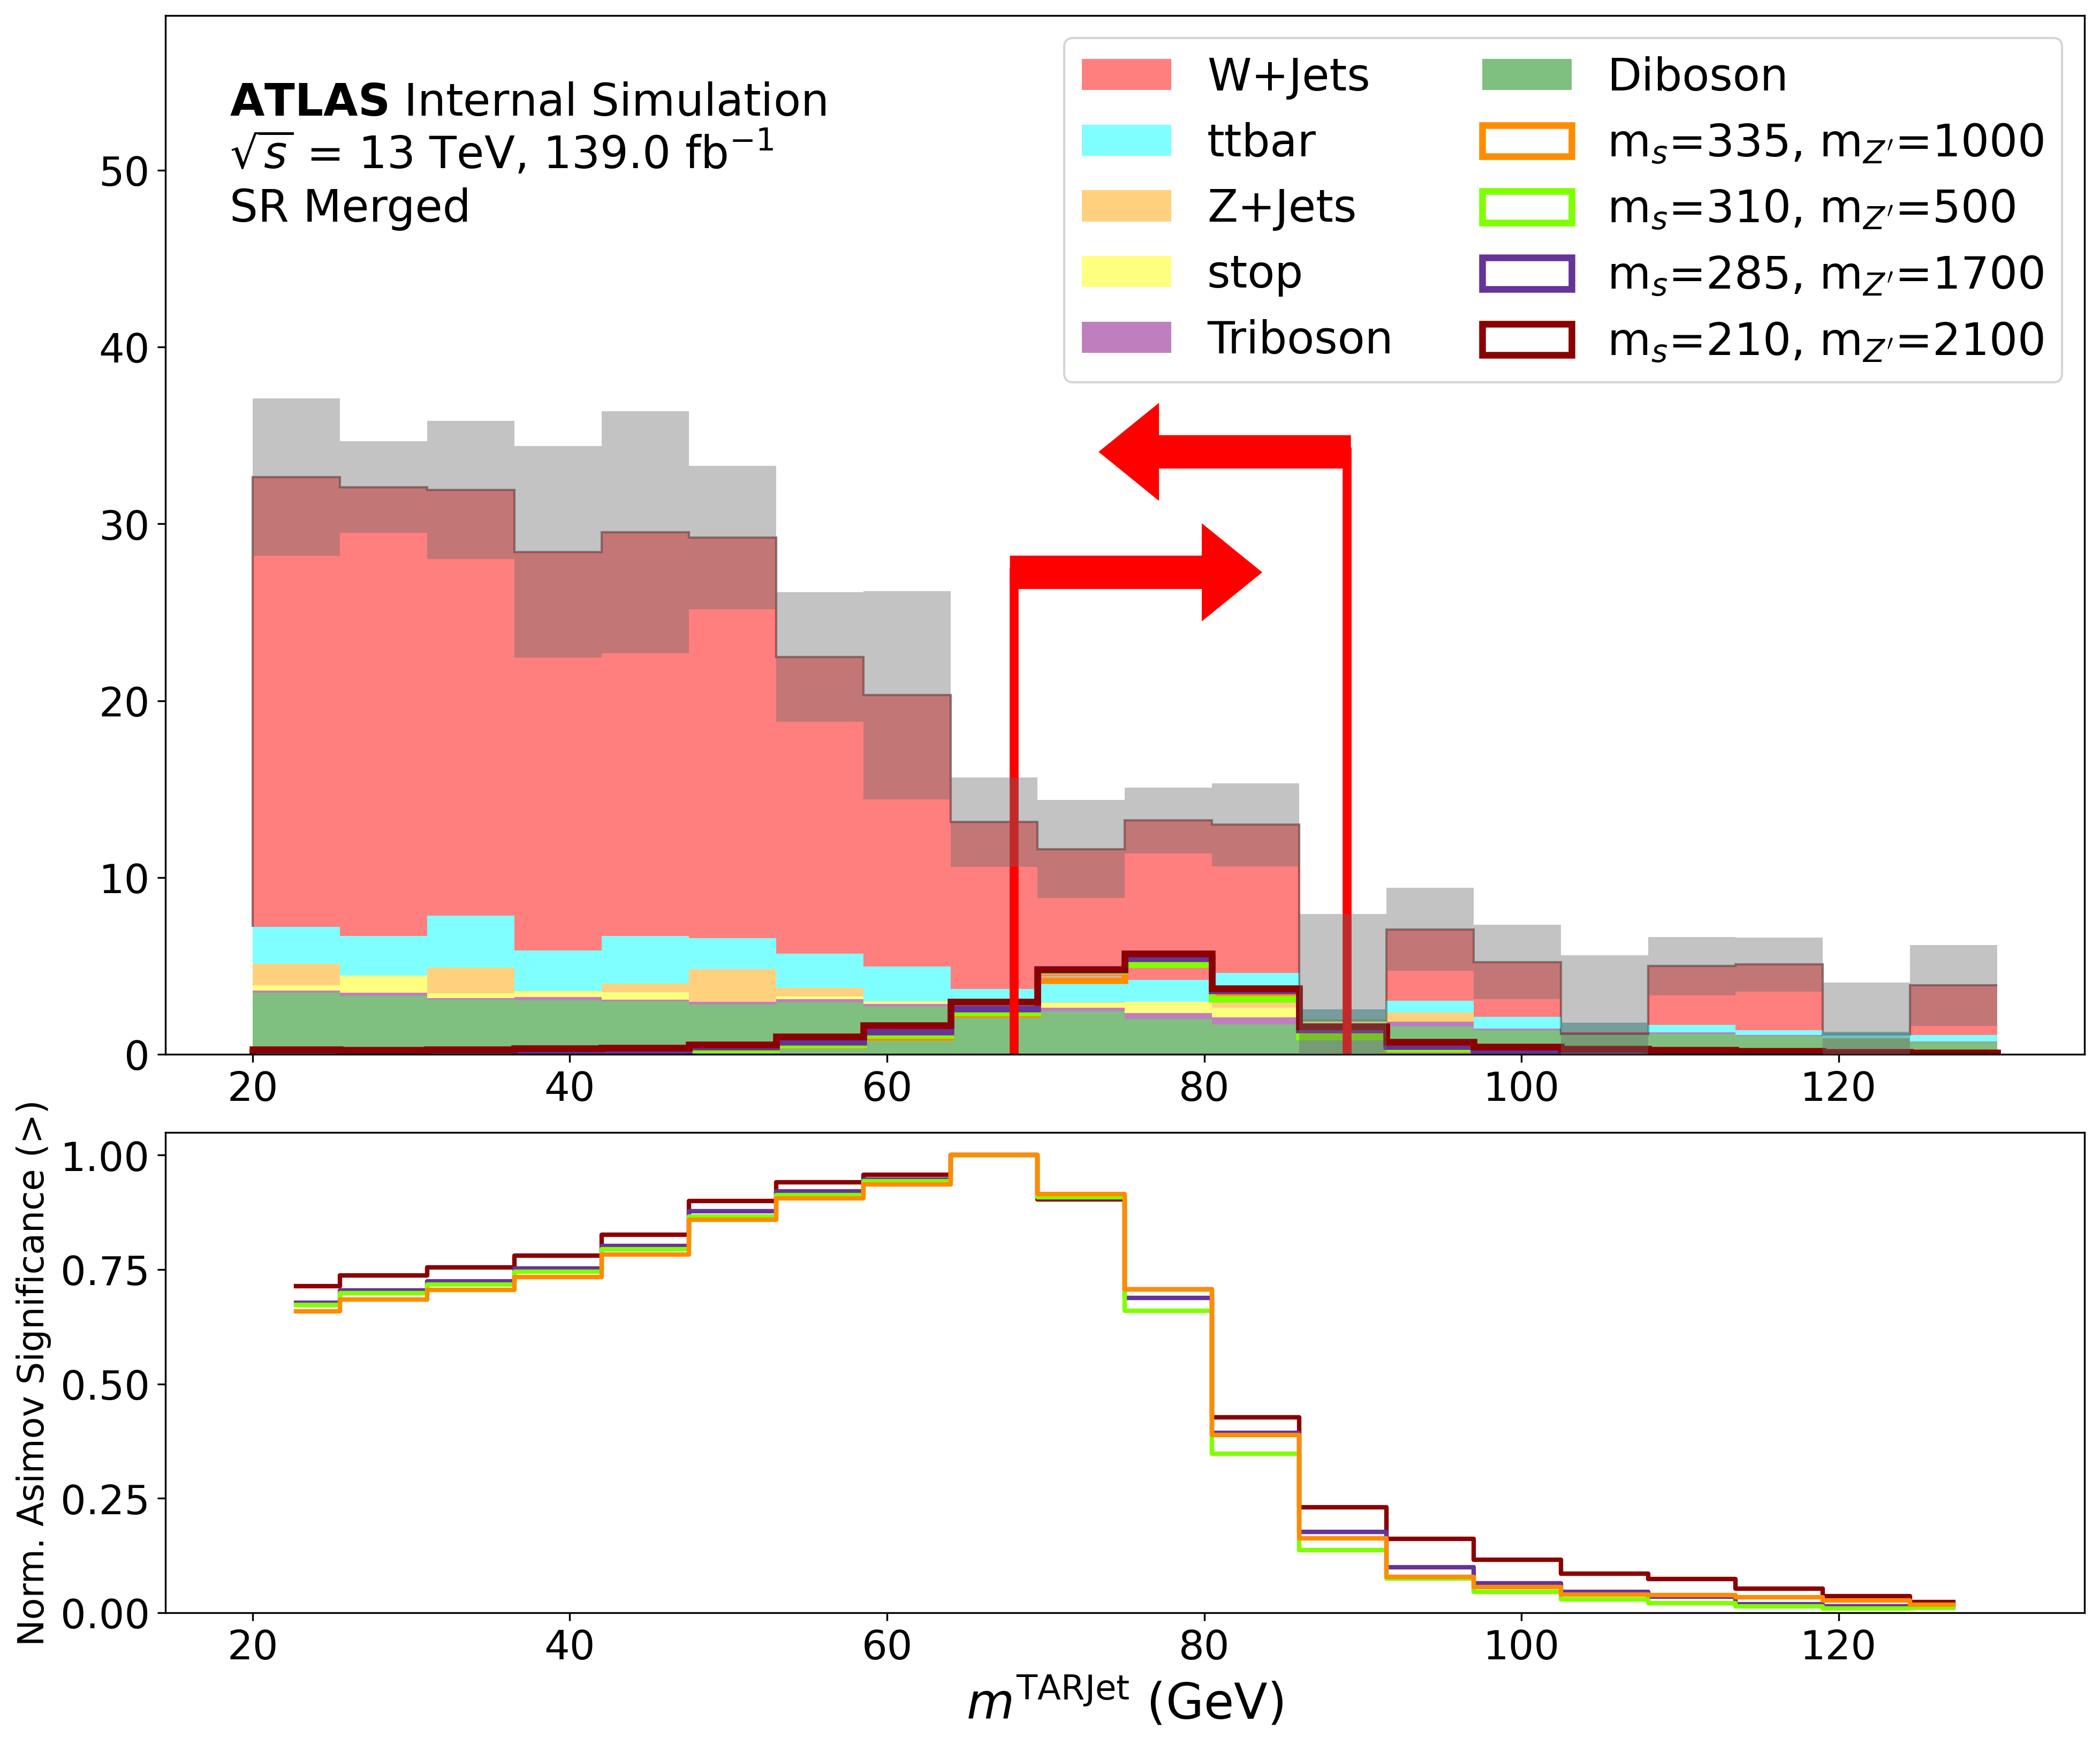 ATLAS Internal Simulation
√s = 13 TeV, 139.0 fb⁻¹
SR Merged
W+Jets
ttbar
Z+Jets
stop
Triboson
Diboson
mₛ=335, m_Z′=1000
mₛ=310, m_Z′=500
mₛ=285, m_Z′=1700
mₛ=210, m_Z′=2100
50
40
30
20
10
0
20 40 60 80 100 120
Norm. Asimov Significance (>)
1.00
0.75
0.50
0.25
0.00
20 40 60 80 100 120
m^TARJet (GeV)